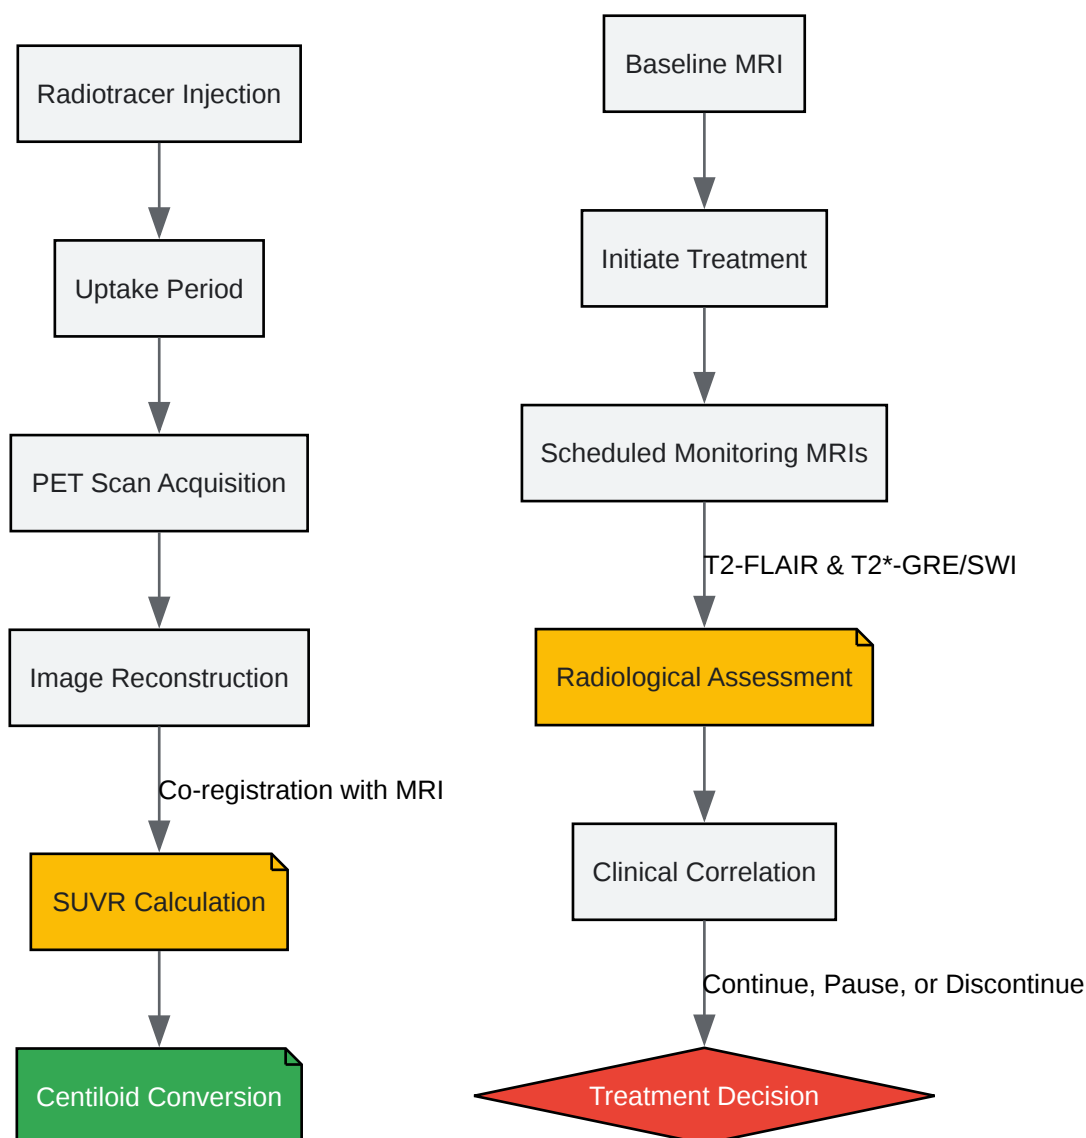 Radiotracer Injection
Uptake Period
PET Scan Acquisition
Image Reconstruction
Co-registration with MRI
SUVR Calculation
Centiloid Conversion
Baseline MRI
Initiate Treatment
Scheduled Monitoring MRIs
T2-FLAIR & T2*-GRE/SWI
Radiological Assessment
Clinical Correlation
Continue, Pause, or Discontinue
Treatment Decision